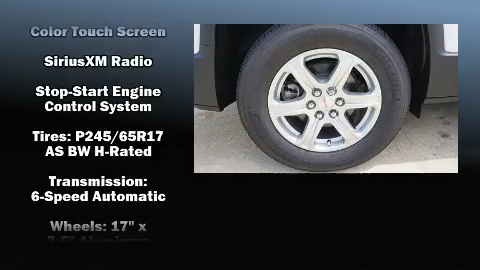 Color Touch Screen
SiriusXM Radio
Stop-Start Engine
Control System
Tires: P245/65R17
AS BW H-Rated
Transmission:
6-Speed Automatic
Wheels: 17" x